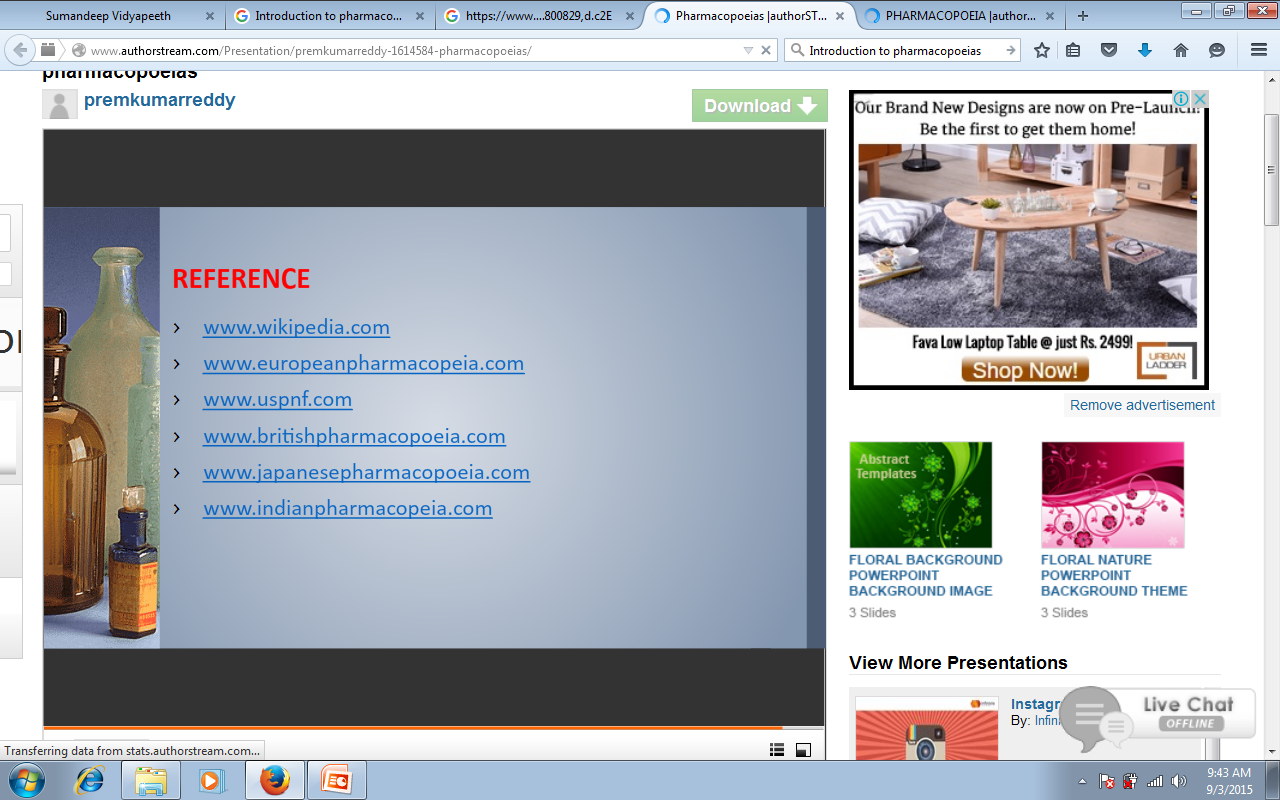 Sumandeep Vidyapeeth
Introduction to pharmaco...
https://www....800829,d.c2E
Pharmacopoeias |authorST...
PHARMACOPOEIA |author...
www.authorstream.com/Presentation/premkumarreddy-1614584-pharmacopoeias/
Introduction to pharmacopoeias
pharmacopoeias
premkumarreddy
Download
REFERENCE
www.wikipedia.com
www.europeanpharmacopeia.com
www.uspnf.com
www.britishpharmacopoeia.com
www.japanesepharmacopoeia.com
www.indianpharmacopeia.com
Our Brand New Designs are now on Pre-Launch!
Be the first to get them home!
Fava Low Laptop Table @ just Rs. 2499!
Shop Now!
URBAN
LADDER
Remove advertisement
Abstract
Templates
FLORAL BACKGROUND
POWERPOINT
BACKGROUND IMAGE
3 Slides
FLORAL NATURE
POWERPOINT
BACKGROUND THEME
3 Slides
View More Presentations
Instagr
By: Infini
Live Chat
OFFLINE
Transferring data from stats.authorstream.com...
9:43 AM
9/3/2015